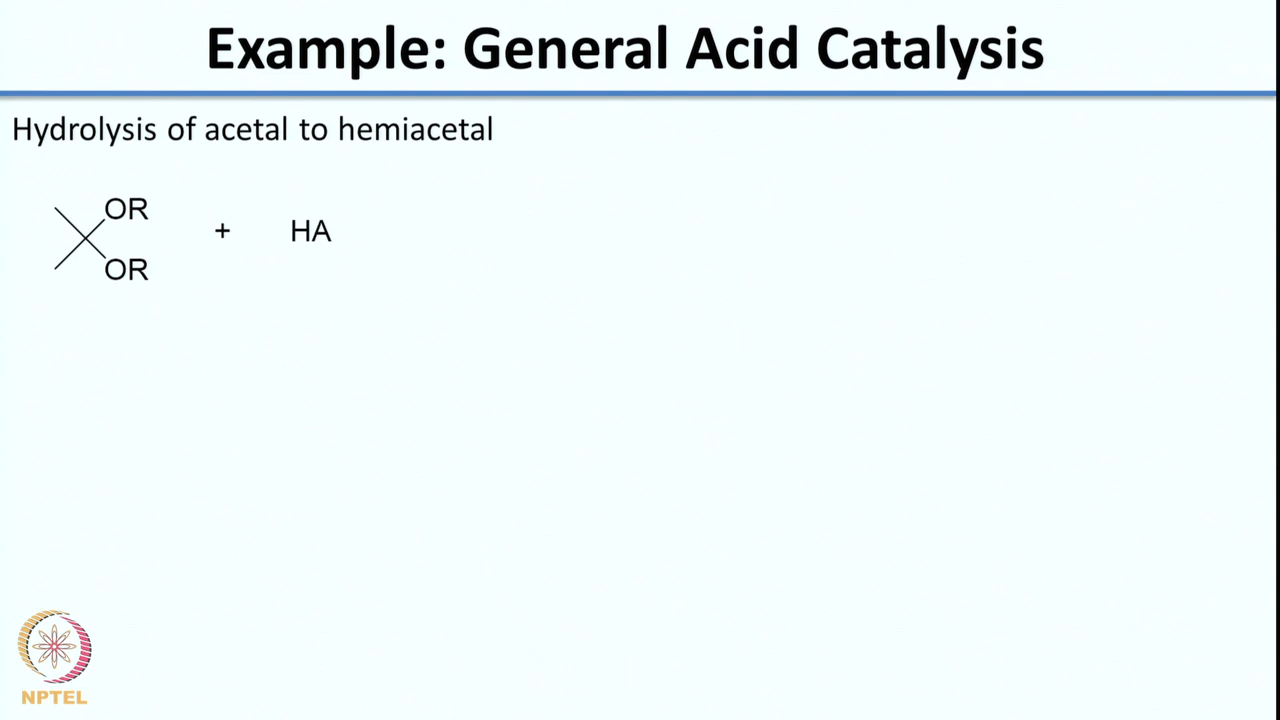 Example: General Acid Catalysis
Hydrolysis of acetal to hemiacetal
OR
+ HA
OR
NPTEL